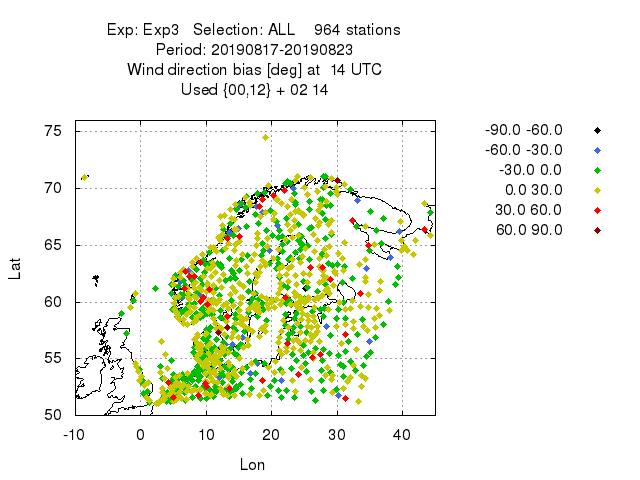 Exp: Exp3 Selection: ALL 964 stations
Period: 20190817-20190823
Wind direction bias [deg] at 14 UTC
Used {00,12} + 02 14
-90.0 -60.0
-60.0 -30.0
-30.0 0.0
0.0 30.0
30.0 60.0
60.0 90.0
75
70
65
60
55
50
Lat
-10 0 10 20 30 40
Lon